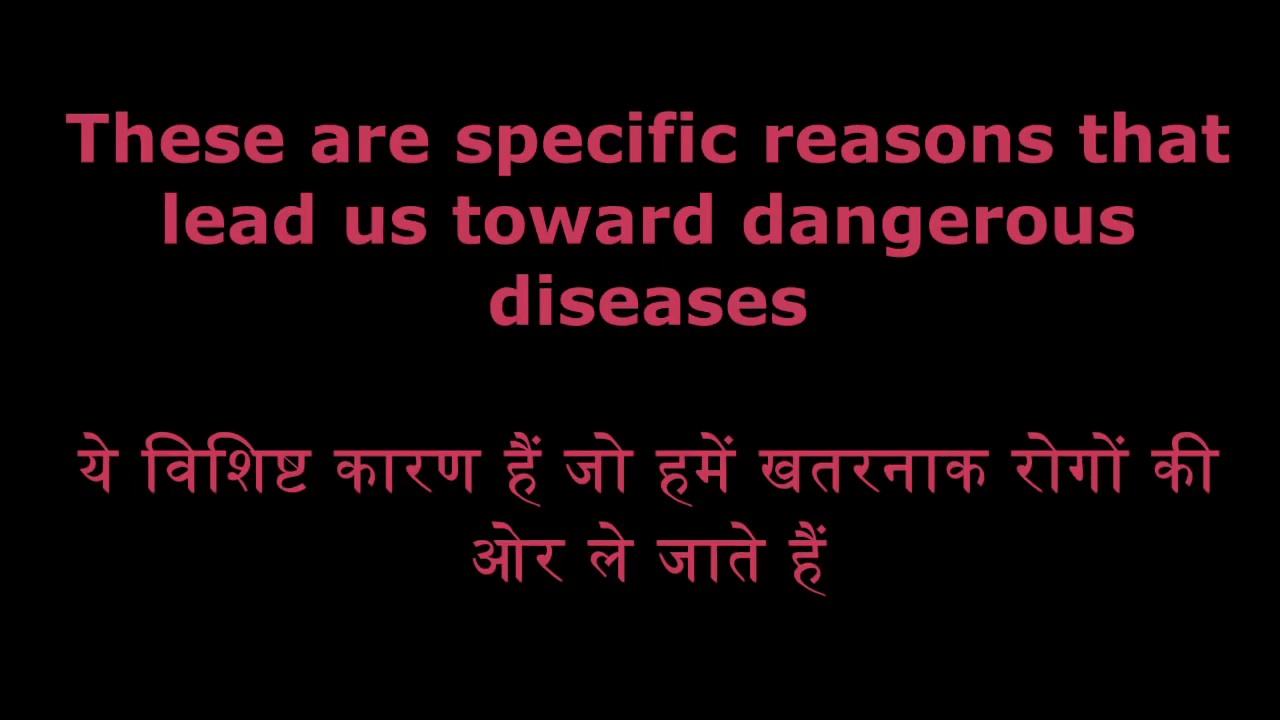 These are specific reasons that
lead us toward dangerous
diseases
ये विशिष्ट कारण हैं जो हमें खतरनाक रोगों की
ओर ले जाते हैं